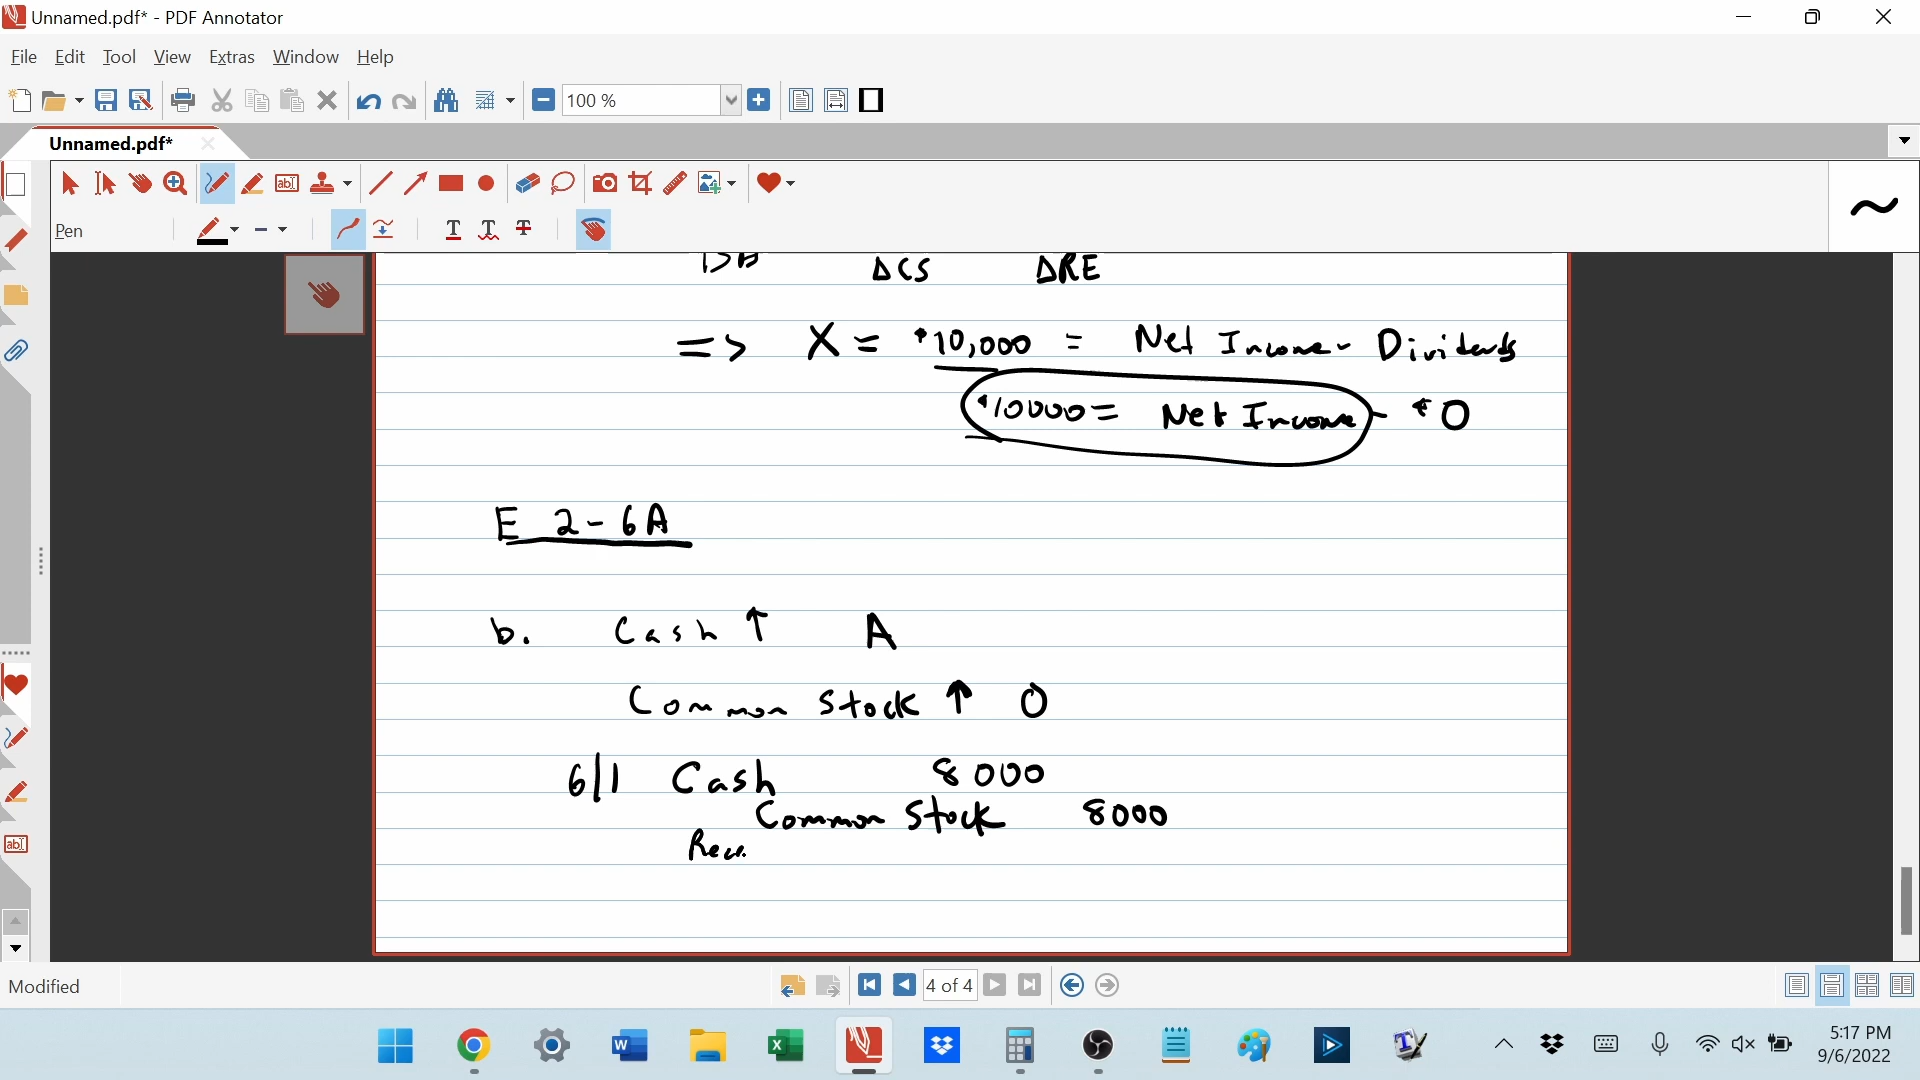 Unnamed.pdf* - PDF Annotator
File Edit Tool View Extras Window Help
100 %
Unnamed.pdf*
Pen
ΔCS ΔRE
=> X = $10,000 = Net Income - Dividends
$10000 = Net Income - $0
E 2-6A
b. Cash ↑ A
Common Stock ↑ O
6/1 Cash 8000
Common Stock 8000
Modified
4 of 4
5:17 PM
9/6/2022